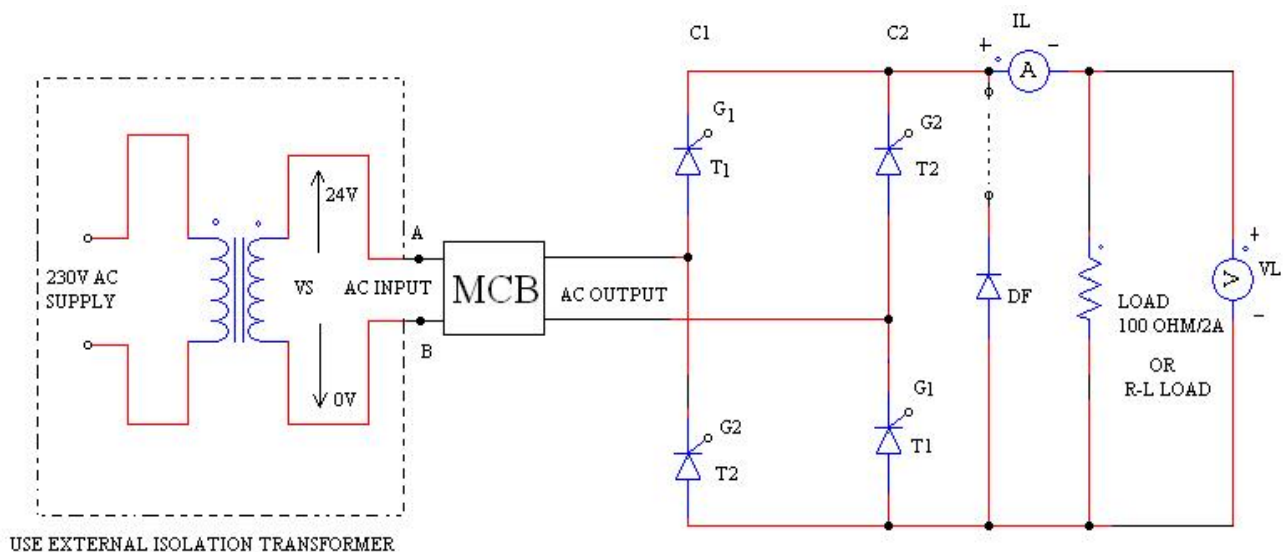 C1
C2
IL
+
−
A
G1
T1
G2
T2
24V
230V AC
SUPPLY
VS
0V
A
AC INPUT
B
MCB
AC OUTPUT
DF
LOAD
100 OHM/2A
OR
R-L LOAD
+
V
VL
−
G2
T2
G1
T1
USE EXTERNAL ISOLATION TRANSFORMER